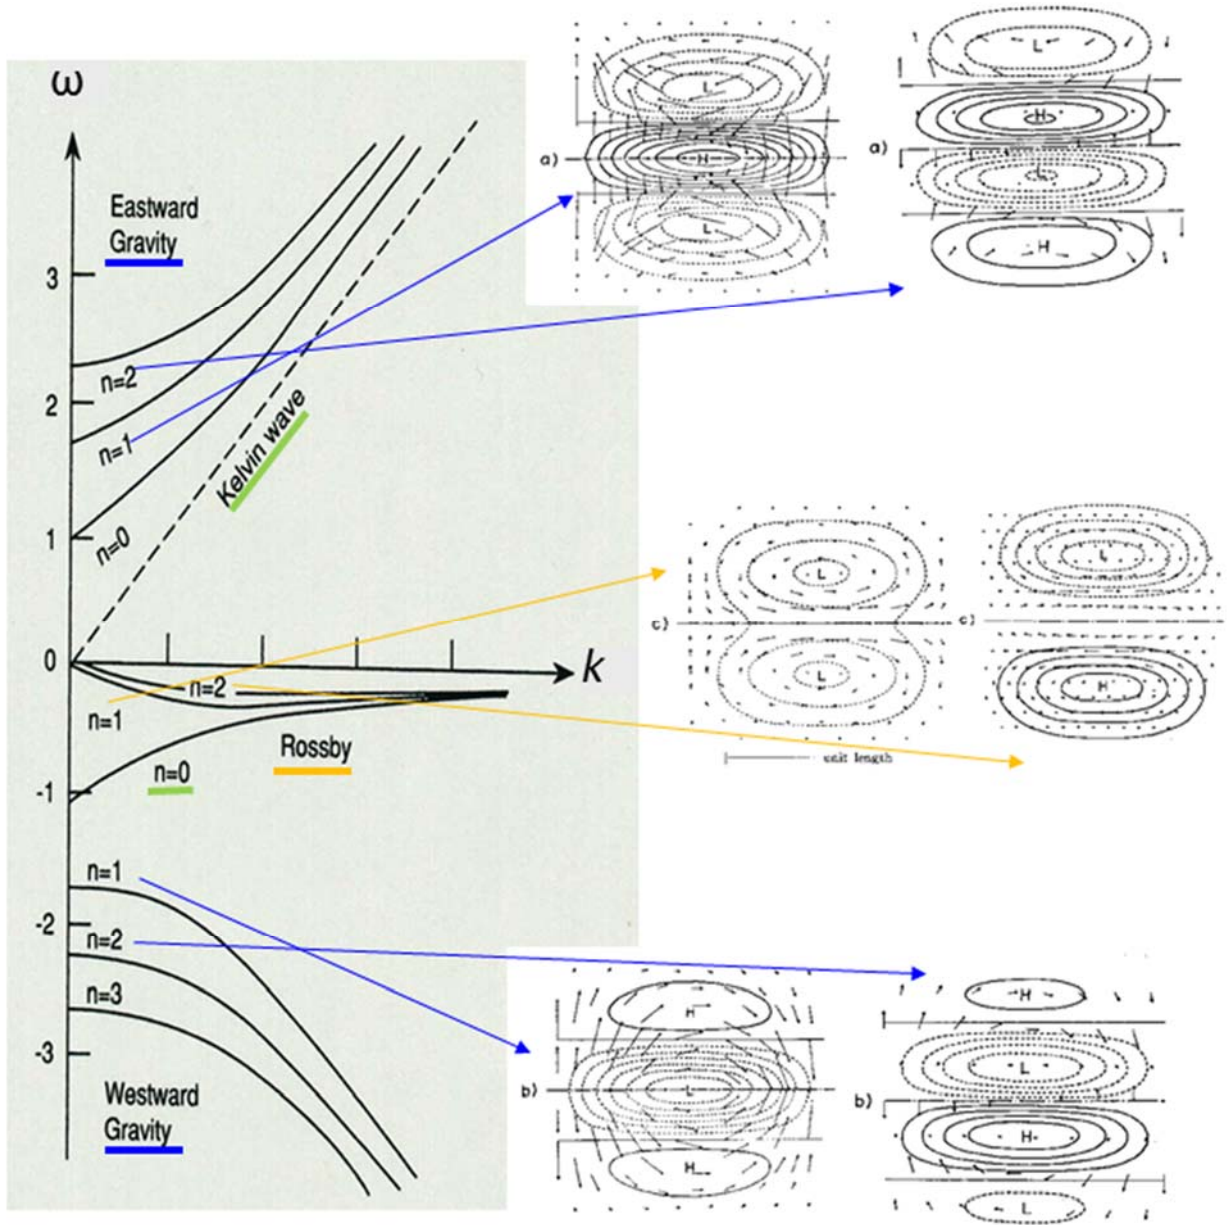 ω
Eastward
Gravity
3
n=2
2
n=1
Kelvin wave
1
n=0
0
k
n=2
n=1
Rossby
n=0
-1
n=1
-2
n=2
n=3
-3
Westward
Gravity
L
a)
H
L
L
a)
H
L
H
L
c)
L
unit length
L
c)
H
H
b)
L
H
H
L
b)
H
L